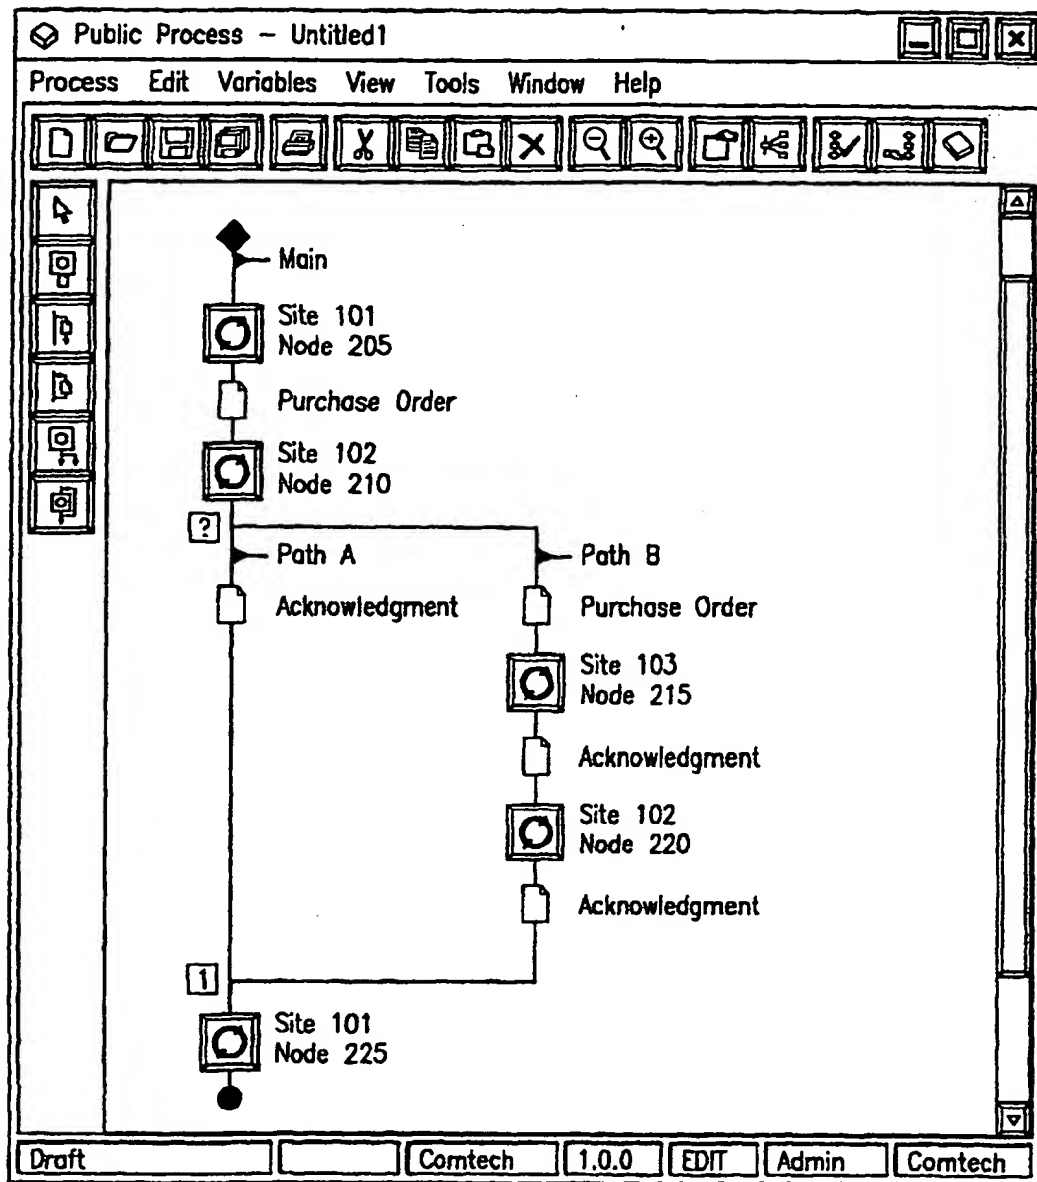 Public Process – Untitled1
Process Edit Variables View Tools Window Help
Main
Site 101
Node 205
Purchase Order
Site 102
Node 210
?
Path A
Path B
Acknowledgment
Purchase Order
Site 103
Node 215
Acknowledgment
Site 102
Node 220
Acknowledgment
1
Site 101
Node 225
Draft Comtech 1.0.0 EDIT Admin Comtech